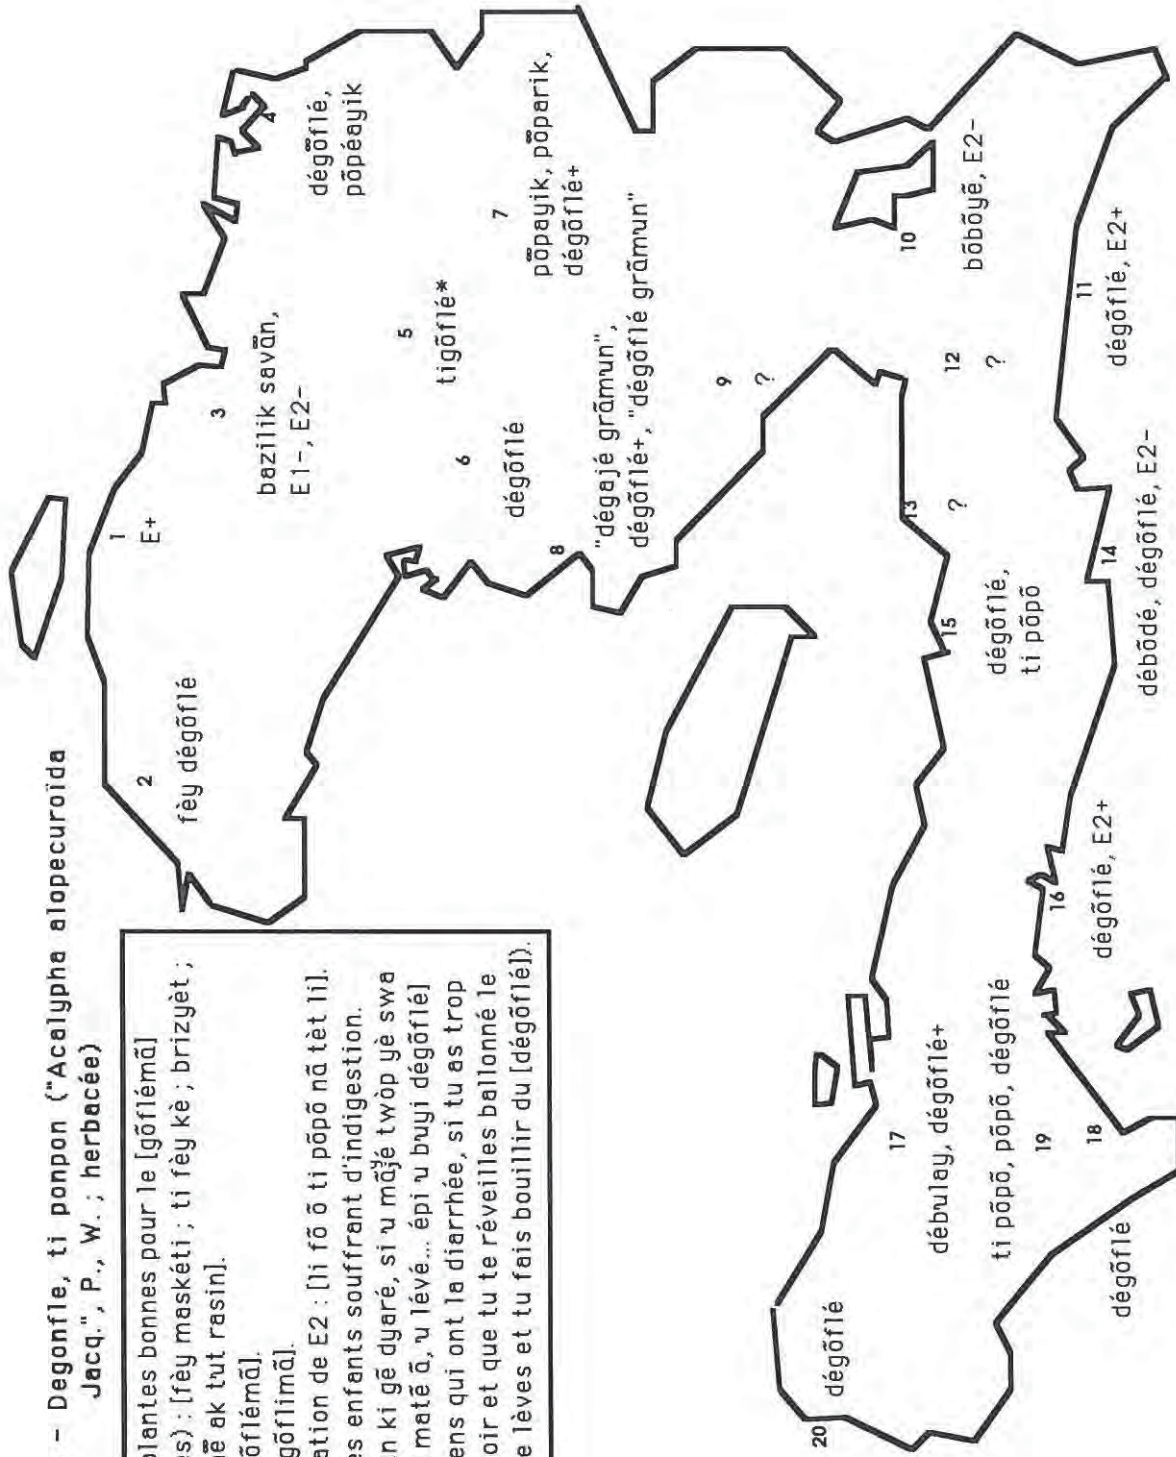 – Degonfle, ti ponpon ("Acalypha alopecuroïda
Jacq.", P., W. ; herbacée)
plantes bonnes pour le [gõflémã]
es) : [fèy maskéti ; ti fèy kè ; brizyèt ;
ak tut rasin].
õflémã].
gõflimã].
ation de E2 : [li fõ õ ti põpõ nã tèt li].
es enfants souffrant d'indigestion.
un ki gẽ dyaré, si u mãjé twòp yè swa
matẽ ã, u lévé... épi u buyi dégõflé]
ens qui ont la diarrhée, si tu as trop
oir et que tu te réveilles ballonné le
e lèves et tu fais bouillir du [dégõflé]).
1
E+
2
fèy dégõflé
3
bazilik savãn,
E1-, E2-
4
dégõflé,
põpéayik
5
tigõflé*
6
dégõflé
7
põpayik, põparik,
dégõflé+
8
"dégajé grãmun",
dégõflé+, "dégõflé grãmun"
9
?
10
bõbõyẽ, E2-
11
dégõflé, E2+
12
?
13
?
14
débõdé, dégõflé, E2-
15
dégõflé,
ti põpõ
16
dégõflé, E2+
17
débulay, dégõflé+
19
ti põpõ, põpõ, dégõflé
18
dégõflé
20
dégõflé